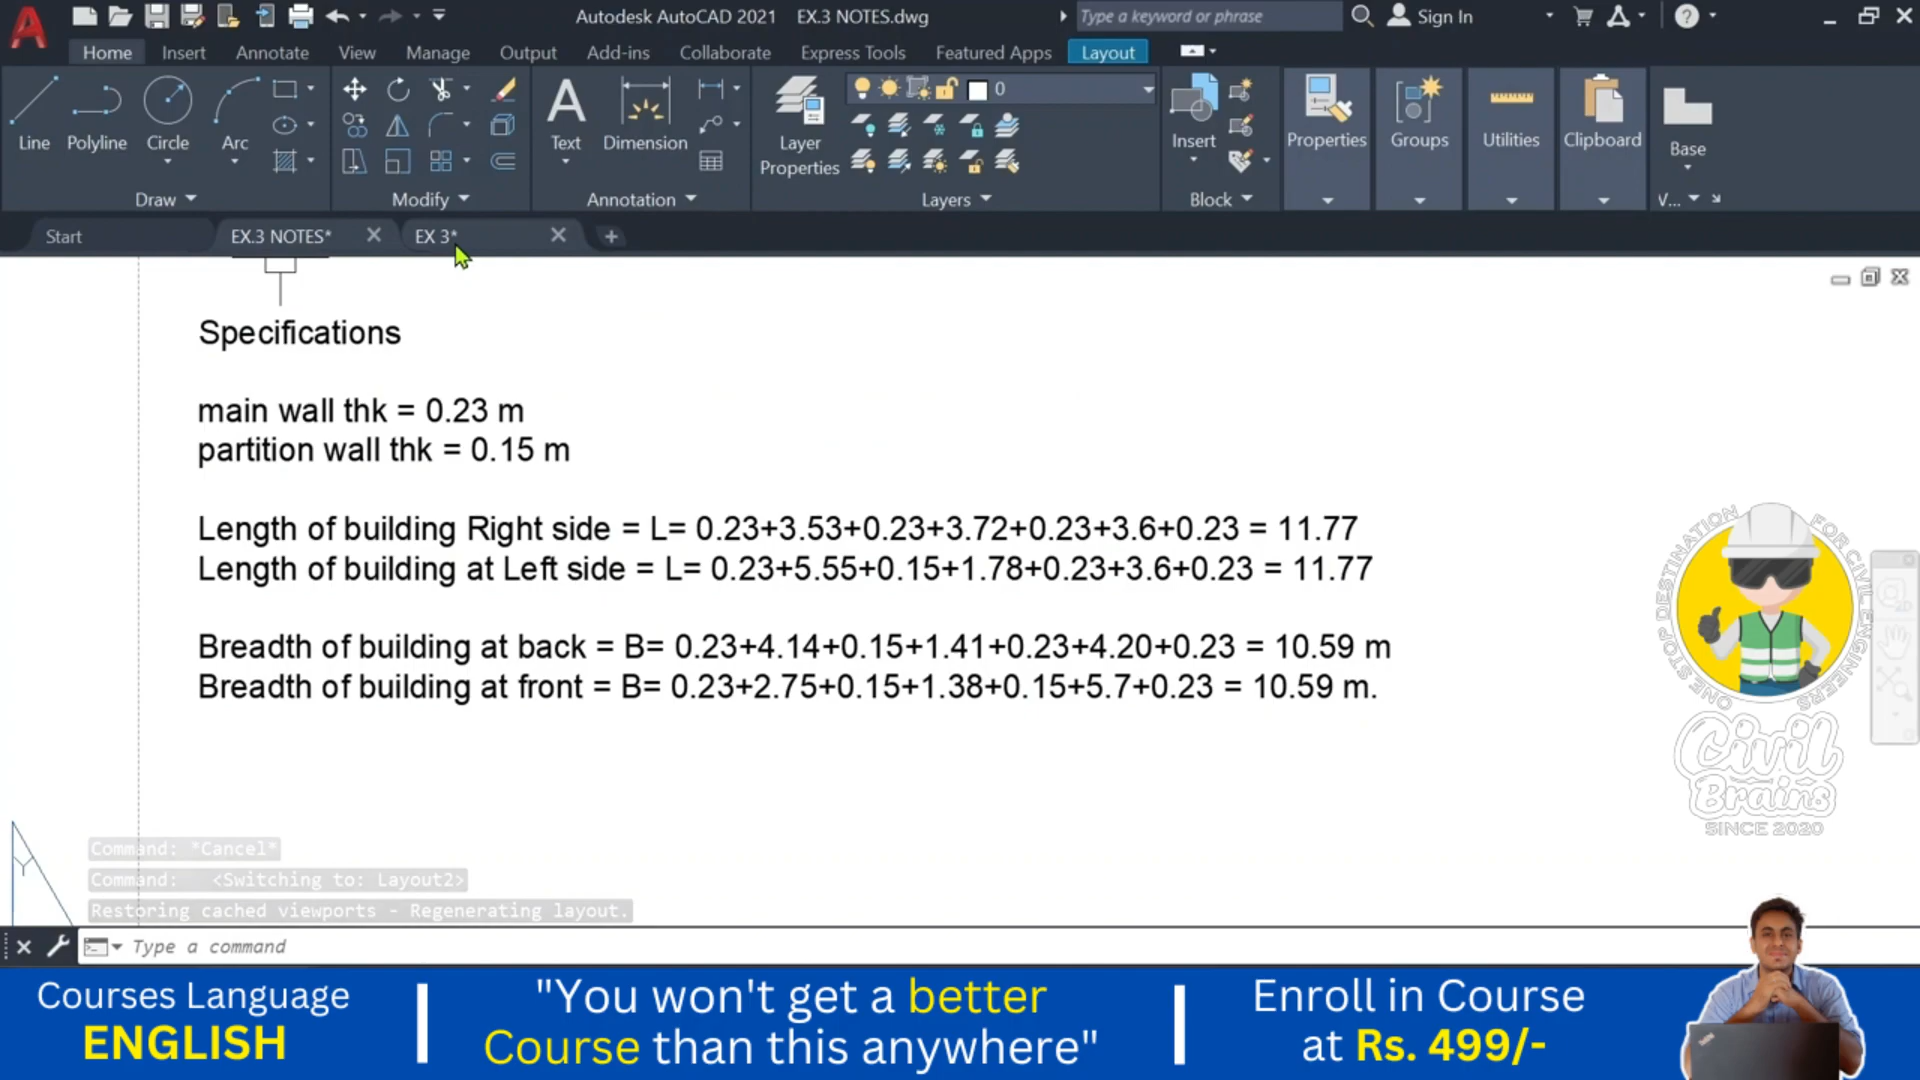 Autodesk AutoCAD 2021 EX.3 NOTES.dwg
Type a keyword or phrase
Sign In
Home Insert Annotate View Manage Output Add-ins Collaborate Express Tools Featured Apps Layout
0
Line Polyline Circle Arc
Text Dimension
Layer
Properties
Insert
Properties Groups Utilities Clipboard Base
Draw Modify Annotation Layers Block V...
Start EX.3 NOTES* EX 3*
Specifications
main wall thk = 0.23 m
partition wall thk = 0.15 m
Length of building Right side = L= 0.23+3.53+0.23+3.72+0.23+3.6+0.23 = 11.77
Length of building at Left side = L= 0.23+5.55+0.15+1.78+0.23+3.6+0.23 = 11.77
Breadth of building at back = B= 0.23+4.14+0.15+1.41+0.23+4.20+0.23 = 10.59 m
Breadth of building at front = B= 0.23+2.75+0.15+1.38+0.15+5.7+0.23 = 10.59 m.
ONE STOP DESTINATION FOR CIVIL ENGINEERS
Civil
Brains
SINCE 2020
Y
Command: *Cancel*
Command: <Switching to: Layout2>
Restoring cached viewports - Regenerating layout.
Type a command
Courses Language
ENGLISH
"You won't get a better
Course than this anywhere"
Enroll in Course
at Rs. 499/-